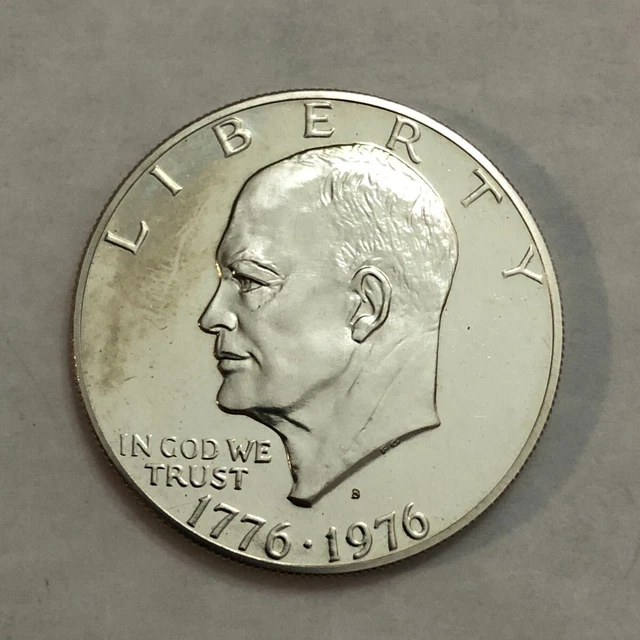 LIBERTY
IN GOD WE
TRUST
S
1776 · 1976